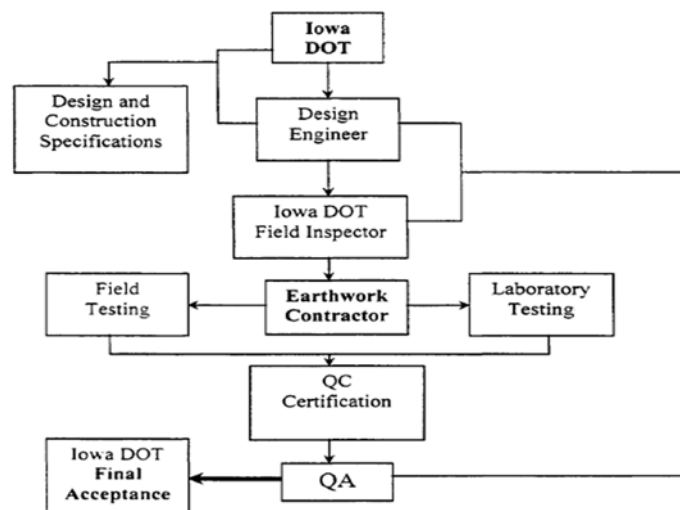 Iowa
DOT
Design and
Construction
Specifications
Design
Engineer
Iowa DOT
Field Inspector
Field
Testing
Earthwork
Contractor
Laboratory
Testing
QC
Certification
Iowa DOT
Final
Acceptance
QA